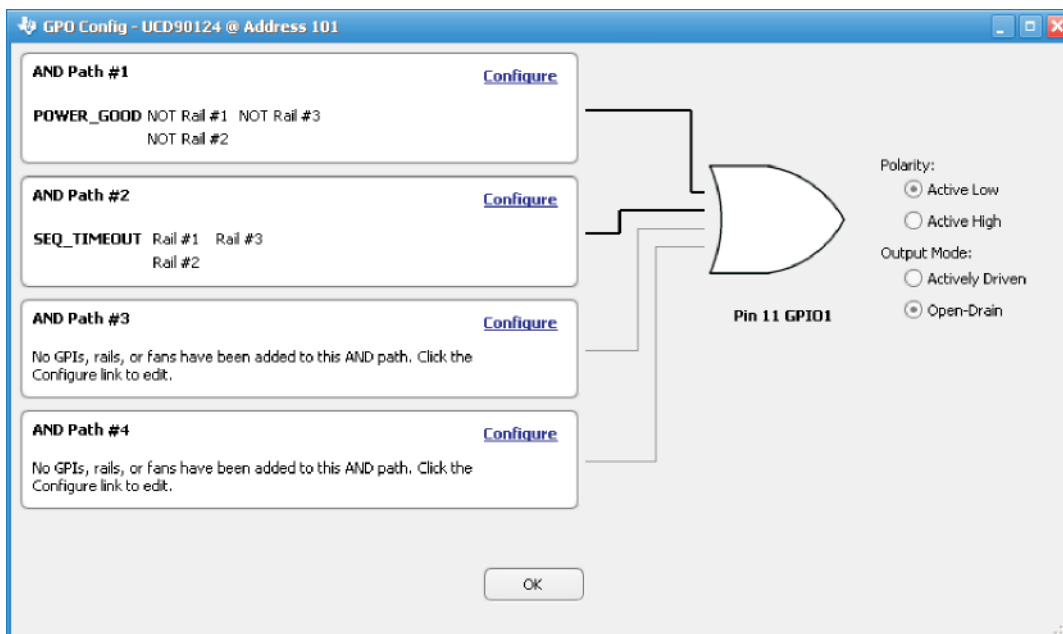 GPO Config - UCD90124 @ Address 101
AND Path #1
Configure
POWER_GOOD NOT Rail #1 NOT Rail #3
NOT Rail #2
AND Path #2
Configure
SEQ_TIMEOUT Rail #1 Rail #3
Rail #2
AND Path #3
Configure
No GPIs, rails, or fans have been added to this AND path. Click the
Configure link to edit.
AND Path #4
Configure
No GPIs, rails, or fans have been added to this AND path. Click the
Configure link to edit.
Pin 11 GPIO1
Polarity:
Active Low
Active High
Output Mode:
Actively Driven
Open-Drain
OK